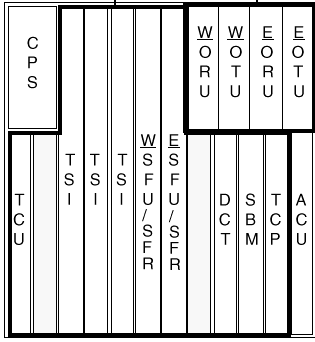 CPS
WORU
WOTU
EORU
EOTU
TCU
TSI
TSI
TSI
WSFU/SFR
ESFU/SFR
DCT
SBM
TCP
ACU